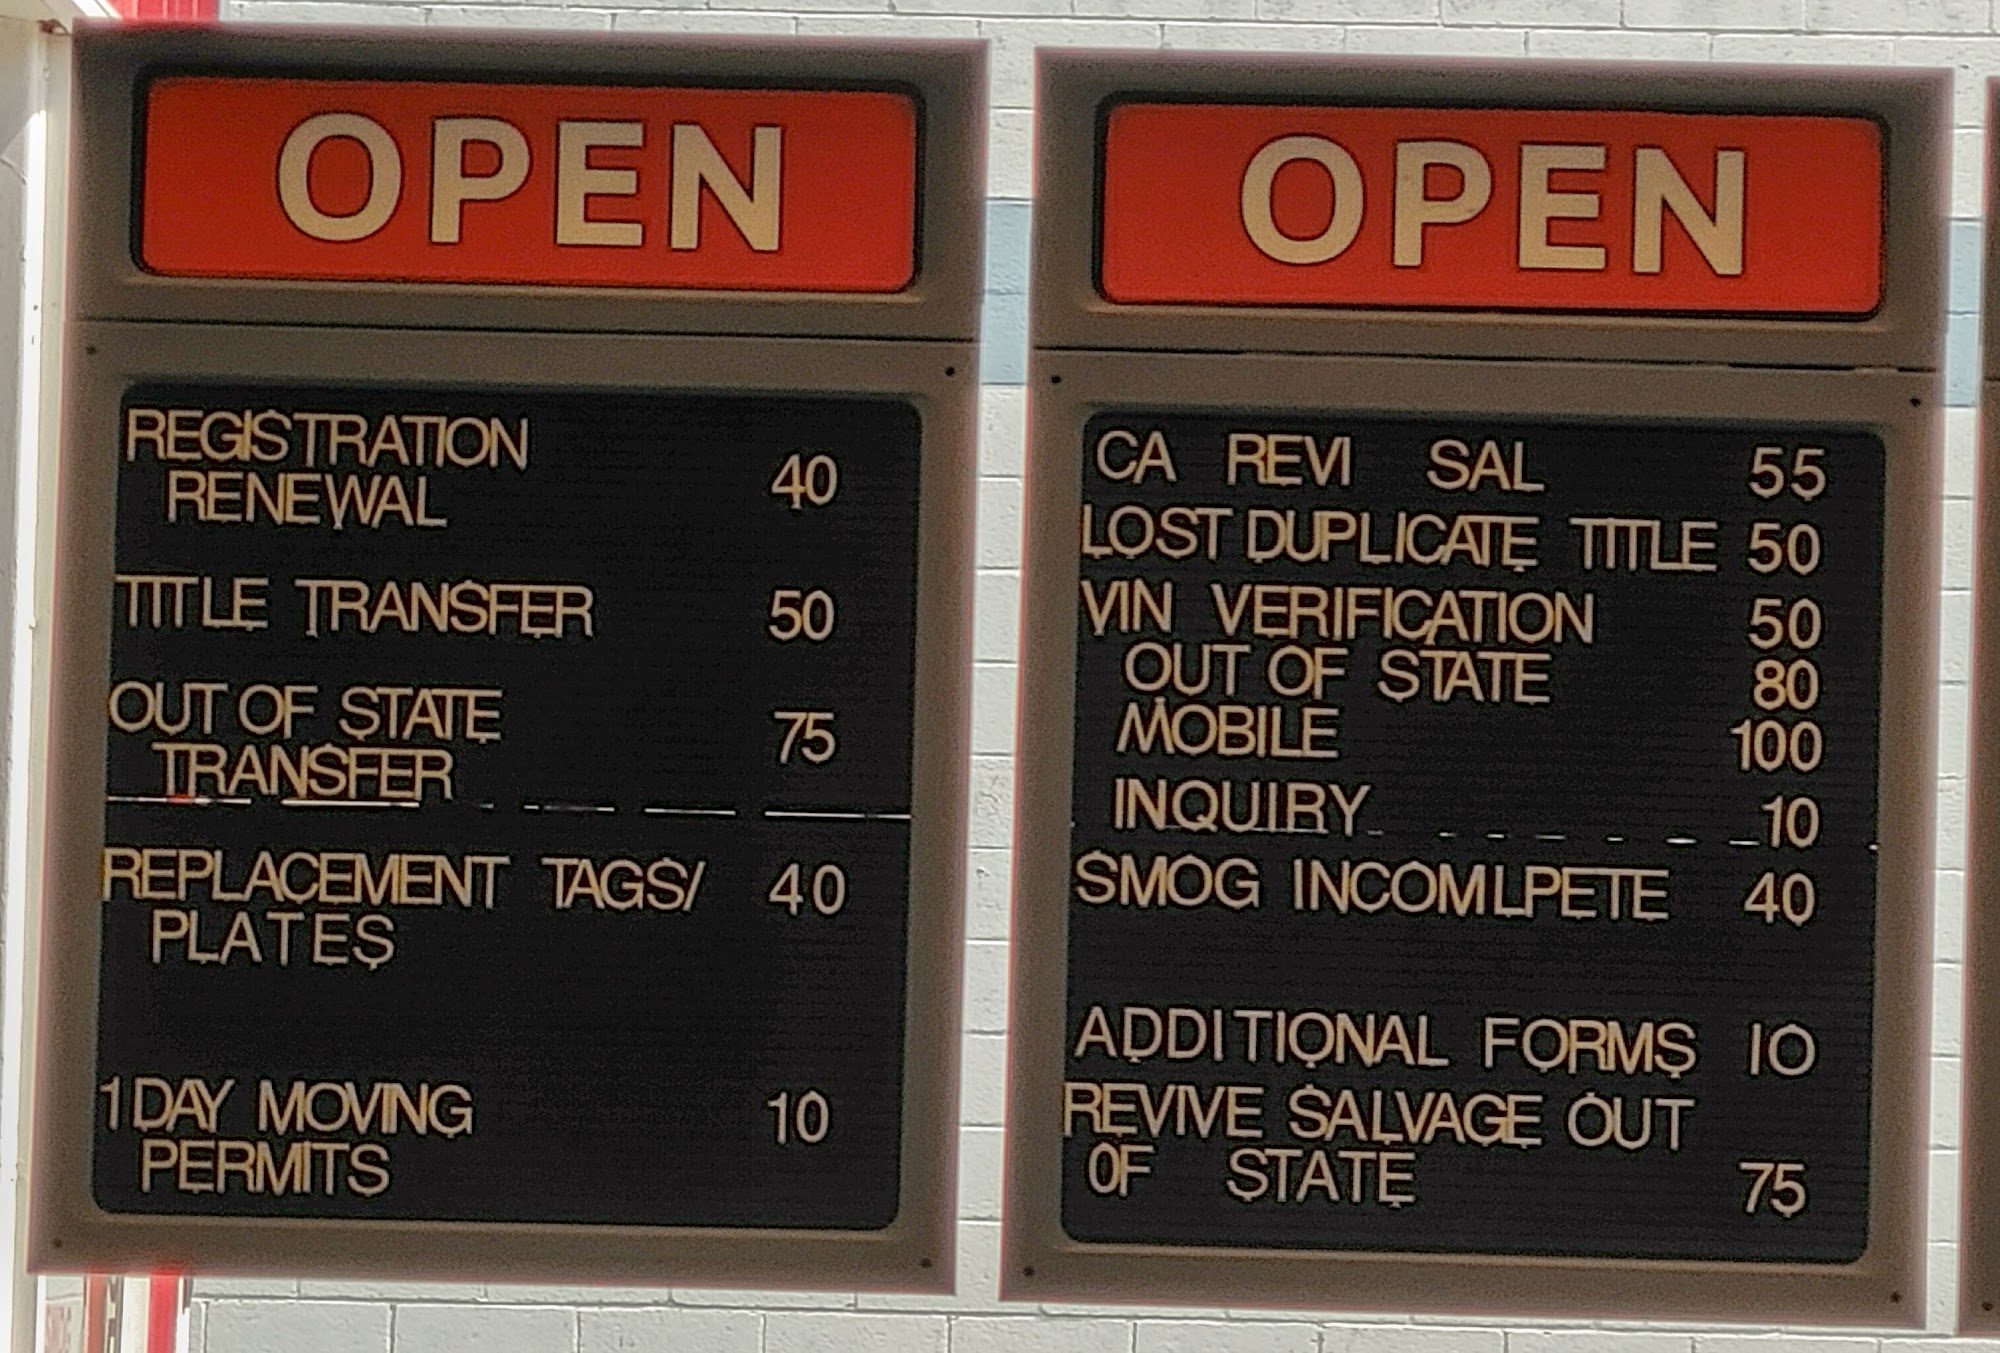 OPEN
REGISTRATION
RENEWAL 40
TITLE TRANSFER 50
OUT OF STATE
TRANSFER 75
REPLACEMENT TAGS/ 40
PLATES
1 DAY MOVING 10
PERMITS
OPEN
CA REVI SAL 55
LOST DUPLICATE TITLE 50
VIN VERIFICATION 50
OUT OF STATE 80
MOBILE 100
INQUIRY 10
SMOG INCOMLPETE 40
ADDITIONAL FORMS 10
REVIVE SALVAGE OUT
OF STATE 75